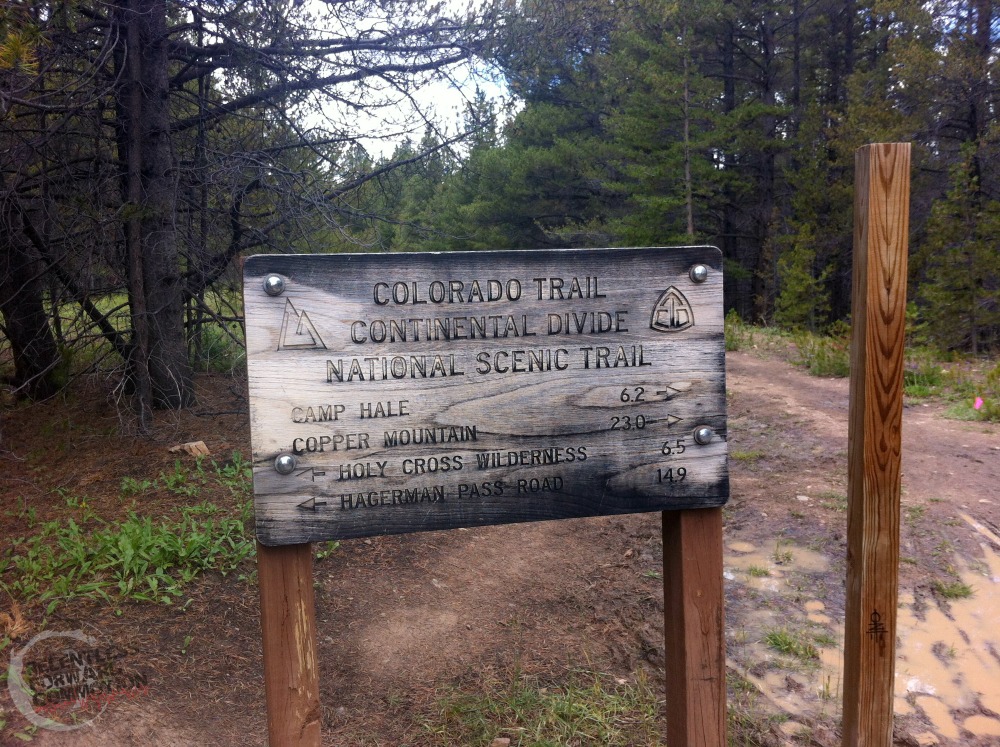 COLORADO TRAIL
CONTINENTAL DIVIDE
NATIONAL SCENIC TRAIL
CAMP HALE 6.2 →
COPPER MOUNTAIN 23.0 →
← HOLY CROSS WILDERNESS 6.5
← HAGERMAN PASS ROAD 14.9